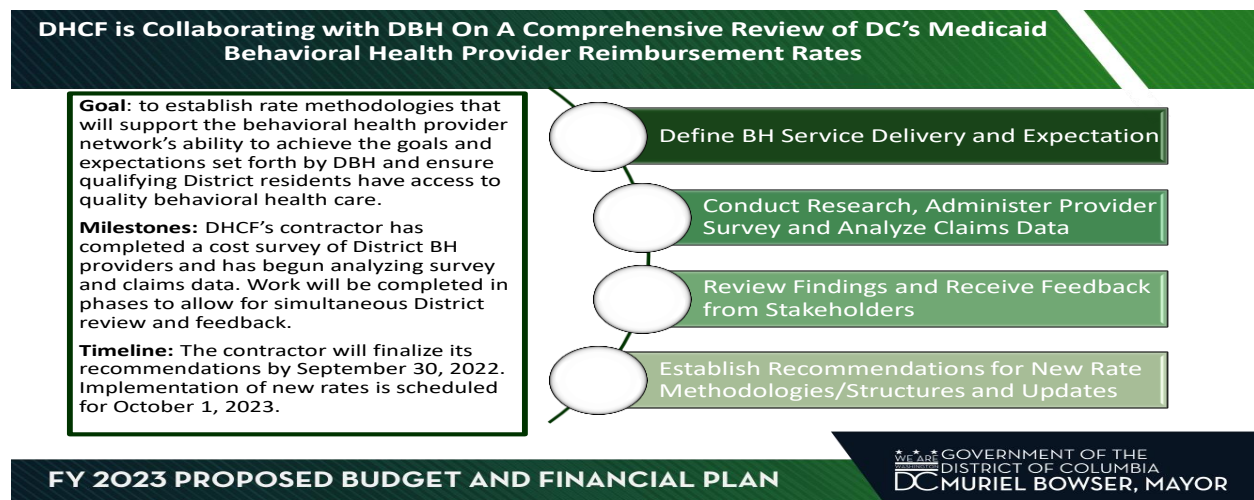 DHCF is Collaborating with DBH On A Comprehensive Review of DC's Medicaid
Behavioral Health Provider Reimbursement Rates
Goal: to establish rate methodologies that
will support the behavioral health provider
network's ability to achieve the goals and
expectations set forth by DBH and ensure
qualifying District residents have access to
quality behavioral health care.
Milestones: DHCF's contractor has
completed a cost survey of District BH
providers and has begun analyzing survey
and claims data. Work will be completed in
phases to allow for simultaneous District
review and feedback.
Timeline: The contractor will finalize its
recommendations by September 30, 2022.
Implementation of new rates is scheduled
for October 1, 2023.
Define BH Service Delivery and Expectation
Conduct Research, Administer Provider
Survey and Analyze Claims Data
Review Findings and Receive Feedback
from Stakeholders
Establish Recommendations for New Rate
Methodologies/Structures and Updates
FY 2023 PROPOSED BUDGET AND FINANCIAL PLAN
WE ARE
WASHINGTON
DC
GOVERNMENT OF THE
DISTRICT OF COLUMBIA
MURIEL BOWSER, MAYOR